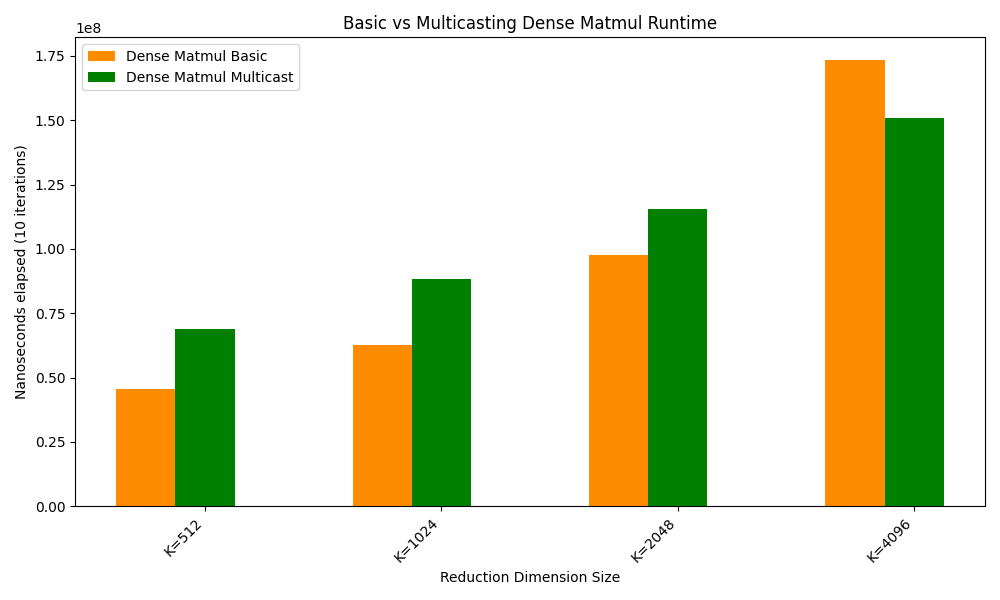 Basic vs Multicasting Dense Matmul Runtime
1e8
Dense Matmul Basic
Dense Matmul Multicast
1.75
1.50
1.25
1.00
0.75
0.50
0.25
0.00
Nanoseconds elapsed (10 iterations)
K=512
K=1024
K=2048
K=4096
Reduction Dimension Size